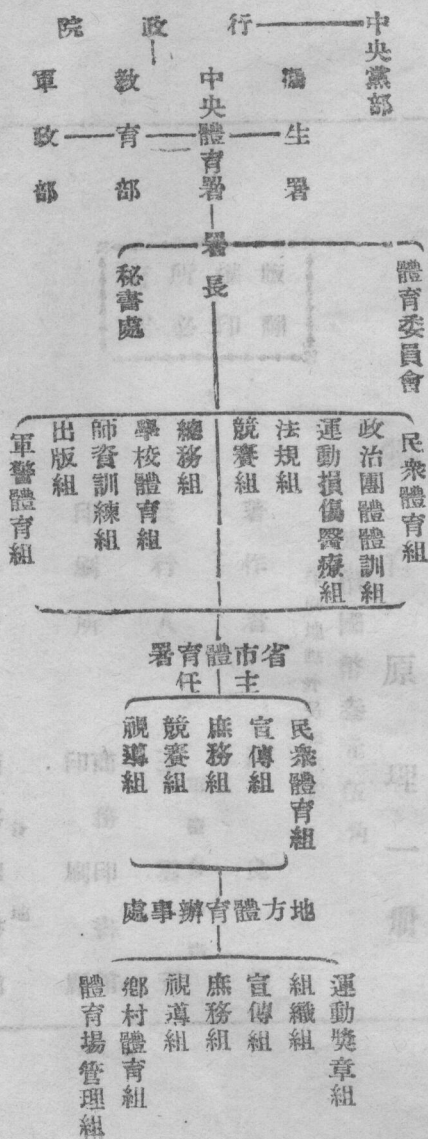 中央黨部
行政院
衛生署
中央體育署
教育部
軍政部
署長
體育委員會
秘書處
民衆體育組
政治團體體訓組
運動損傷醫療組
法規組
競賽組
總務組
學校體育組
師資訓練組
出版組
軍警體育組
省市體育署
主任
民衆體育組
宣傳組
庶務組
競賽組
視導組
地方體育辦事處
運動獎章組
組織組
宣傳組
庶務組
視導組
鄉村體育組
體育場管理組